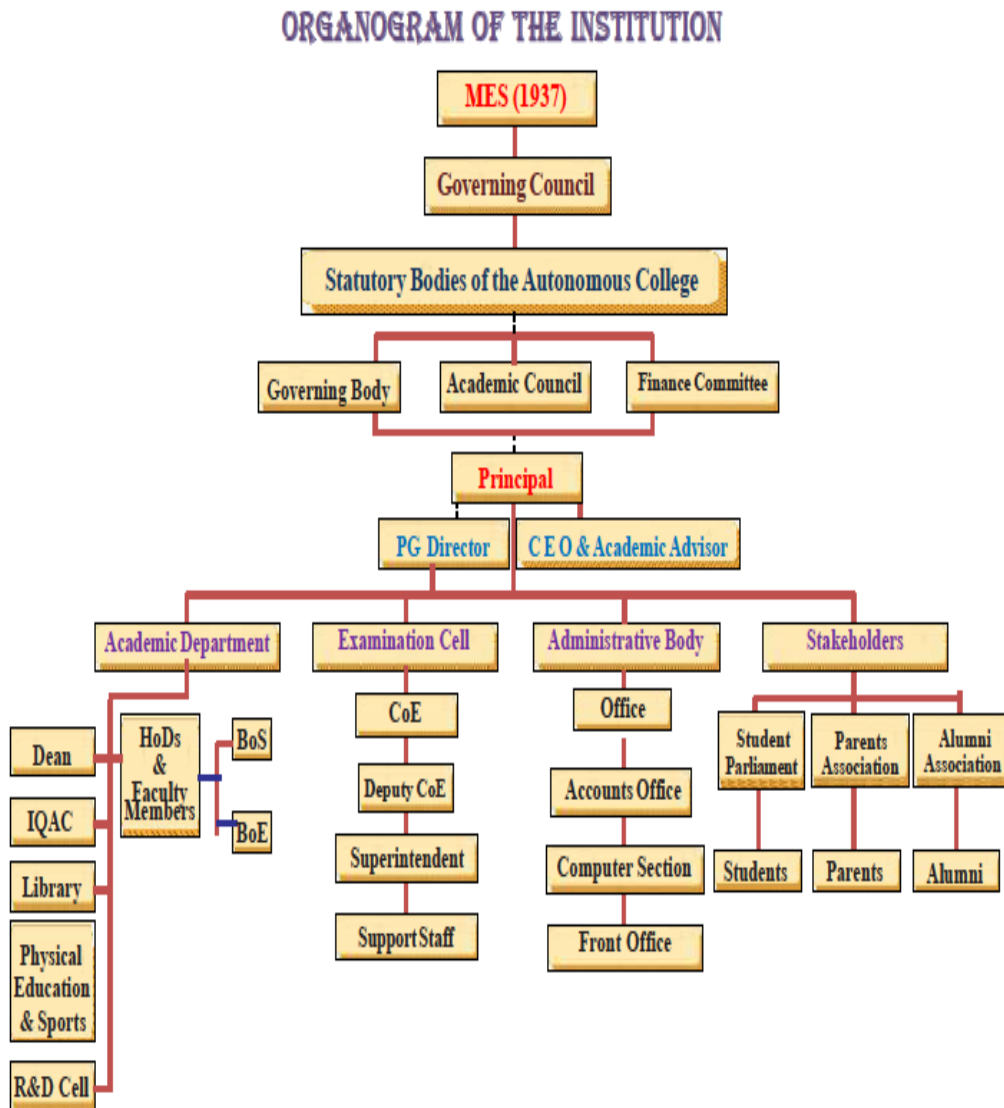 ORGANOGRAM OF THE INSTITUTION
MES (1937)
Governing Council
Statutory Bodies of the Autonomous College
Governing Body
Academic Council
Finance Committee
Principal
PG Director
C E O & Academic Advisor
Academic Department
Examination Cell
Administrative Body
Stakeholders
Dean
IQAC
Library
Physical
Education
& Sports
R&D Cell
HoDs
&
Faculty
Members
BoS
BoE
CoE
Deputy CoE
Superintendent
Support Staff
Office
Accounts Office
Computer Section
Front Office
Student
Parliament
Parents
Association
Alumni
Association
Students
Parents
Alumni